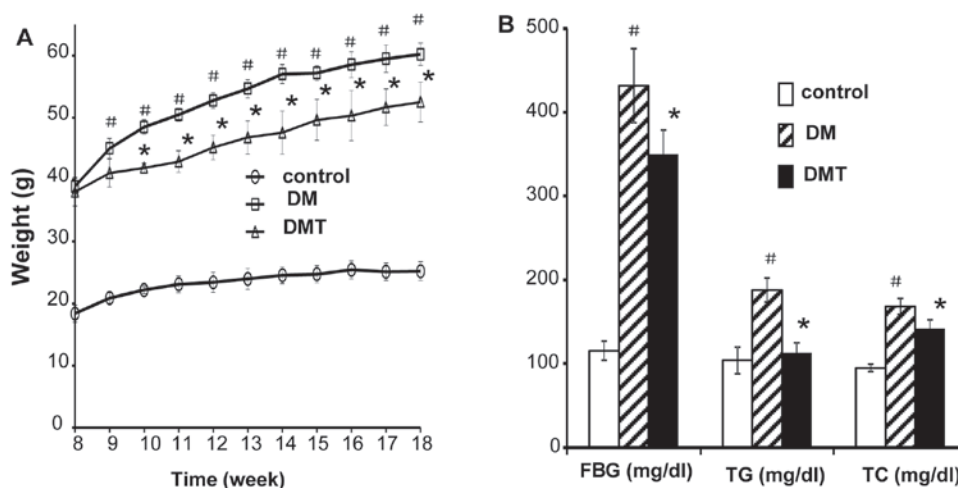 A
Weight (g)
60
50
40
30
20
10
0
# # # # # # # # # #
* * * * * * * * *
control
DM
DMT
8 9 10 11 12 13 14 15 16 17 18
Time (week)
B
500
400
300
200
100
0
# * # * # *
control
DM
DMT
FBG (mg/dl) TG (mg/dl) TC (mg/dl)